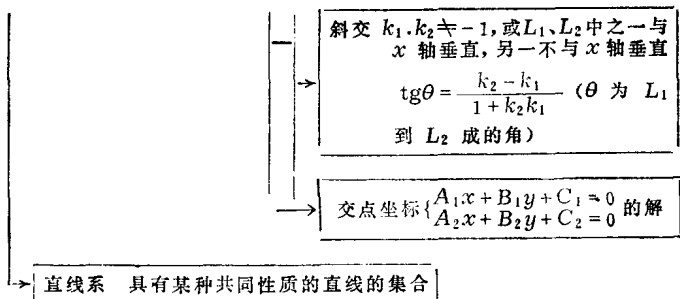 斜交 k₁.k₂≠－1,或L₁、L₂中之一与
x 轴垂直,另一不与 x 轴垂直
tgθ = (k₂－k₁)/(1＋k₂k₁) (θ 为 L₁
到 L₂ 成的角)
交点坐标{A₁x＋B₁y＋C₁＝0
A₂x＋B₂y＋C₂＝0 的解
直线系 具有某种共同性质的直线的集合